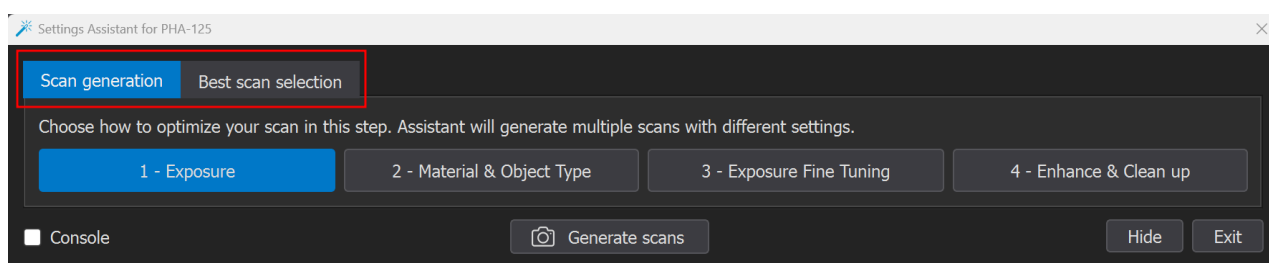 Settings Assistant for PHA-125
Scan generation Best scan selection
Choose how to optimize your scan in this step. Assistant will generate multiple scans with different settings.
1 - Exposure 2 - Material & Object Type 3 - Exposure Fine Tuning 4 - Enhance & Clean up
Console Generate scans Hide Exit